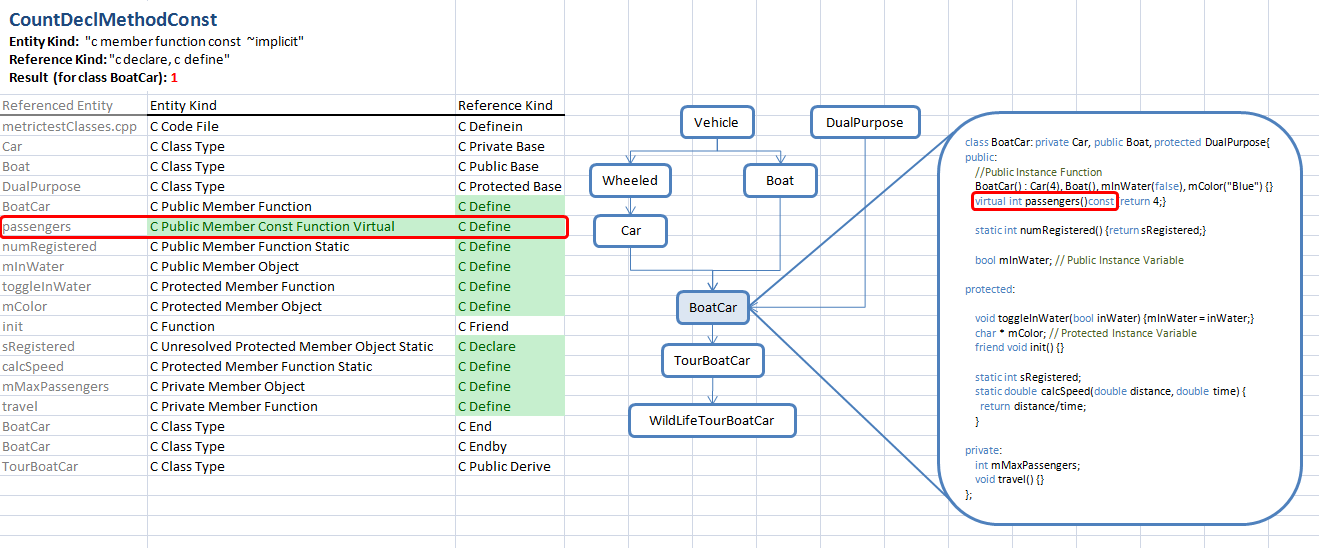 CountDeclMethodConst
Entity Kind: "c member function const ~implicit"
Reference Kind: "c declare, c define"
Result (for class BoatCar): 1
Referenced Entity Entity Kind Reference Kind
metrictestClasses.cpp C Code File C Definein
Car C Class Type C Private Base
Boat C Class Type C Public Base
DualPurpose C Class Type C Protected Base
BoatCar C Public Member Function C Define
passengers C Public Member Const Function Virtual C Define
numRegistered C Public Member Function Static C Define
mInWater C Public Member Object C Define
toggleInWater C Protected Member Function C Define
mColor C Protected Member Object C Define
init C Function C Friend
sRegistered C Unresolved Protected Member Object Static C Declare
calcSpeed C Protected Member Function Static C Define
mMaxPassengers C Private Member Object C Define
travel C Private Member Function C Define
BoatCar C Class Type C End
BoatCar C Class Type C Endby
TourBoatCar C Class Type C Public Derive
Vehicle
DualPurpose
Wheeled
Boat
Car
BoatCar
TourBoatCar
WildLifeTourBoatCar
class BoatCar: private Car, public Boat, protected DualPurpose{
public:
//Public Instance Function
BoatCar() : Car(4), Boat(), mInWater(false), mColor("Blue") {}
virtual int passengers()const {return 4;}
static int numRegistered() {return sRegistered;}
bool mInWater; // Public Instance Variable
protected:
void toggleInWater(bool inWater) {mInWater = inWater;}
char * mColor; // Protected Instance Variable
friend void init() {}
static int sRegistered;
static double calcSpeed(double distance, double time) {
return distance/time;
}
private:
int mMaxPassengers;
void travel() {}
};